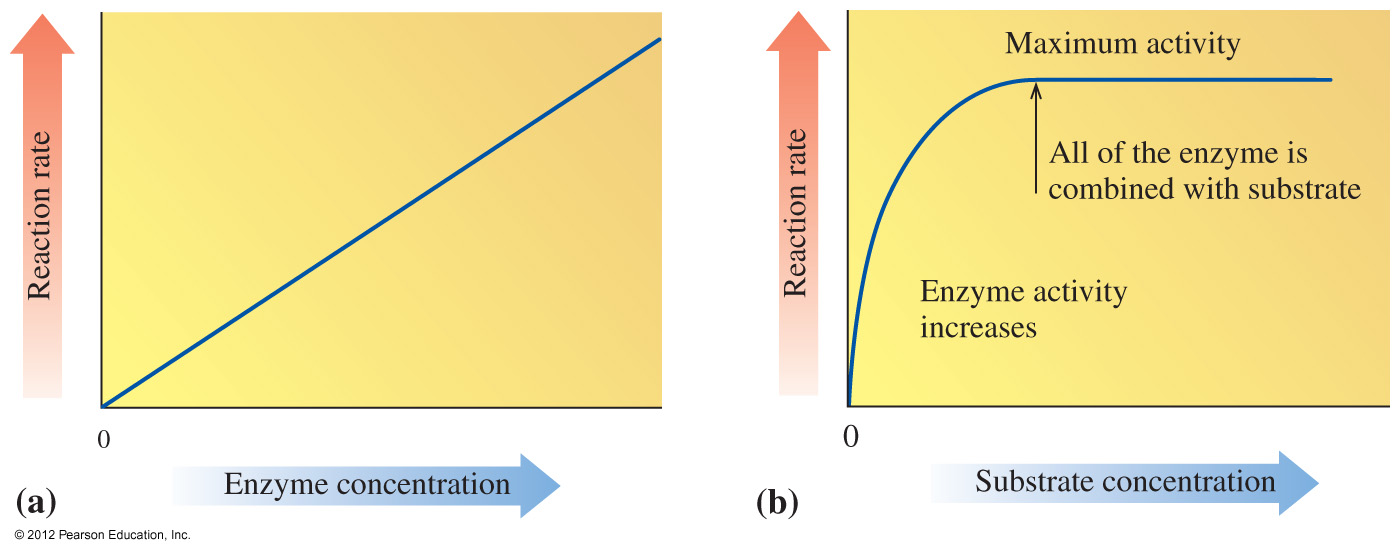 Reaction rate
0
Enzyme concentration
(a)
© 2012 Pearson Education, Inc.
Reaction rate
Maximum activity
All of the enzyme is
combined with substrate
Enzyme activity
increases
0
Substrate concentration
(b)